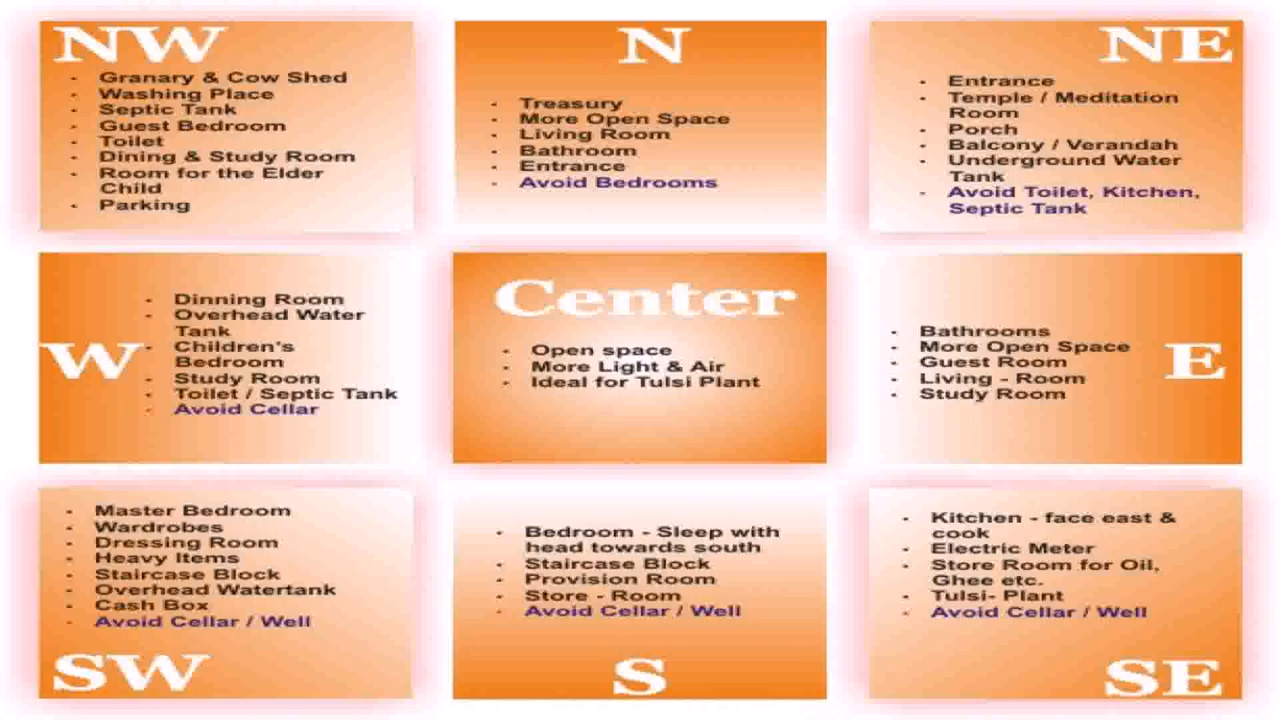 NW
- Granary & Cow Shed
- Washing Place
- Septic Tank
- Guest Bedroom
- Toilet
- Dining & Study Room
- Room for the Elder
Child
- Parking
N
- Treasury
- More Open Space
- Living Room
- Bathroom
- Entrance
- Avoid Bedrooms
NE
- Entrance
- Temple / Meditation
Room
- Porch
- Balcony / Verandah
- Underground Water
Tank
- Avoid Toilet, Kitchen,
Septic Tank
W
- Dinning Room
- Overhead Water
Tank
- Children's
Bedroom
- Study Room
- Toilet / Septic Tank
- Avoid Cellar
Center
- Open space
- More Light & Air
- Ideal for Tulsi Plant
- Bathrooms
- More Open Space
- Guest Room
- Living - Room
- Study Room
E
- Master Bedroom
- Wardrobes
- Dressing Room
- Heavy Items
- Staircase Block
- Overhead Watertank
- Cash Box
- Avoid Cellar / Well
SW
- Bedroom - Sleep with
head towards south
- Staircase Block
- Provision Room
- Store - Room
- Avoid Cellar / Well
S
- Kitchen - face east &
cook
- Electric Meter
- Store Room for Oil,
Ghee etc.
- Tulsi- Plant
- Avoid Cellar / Well
SE